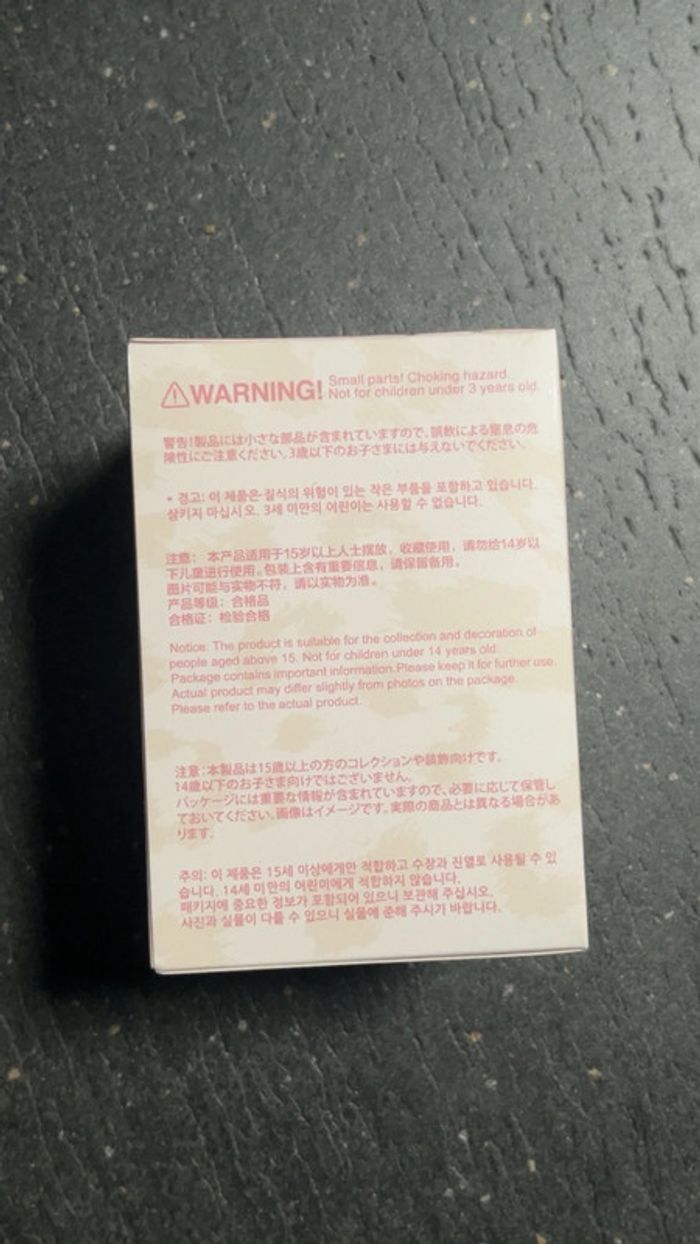 ⚠WARNING! Small parts! Choking hazard.
Not for children under 3 years old.
警告!製品には小さな部品が含まれていますので、誤飲による窒息の危
険性にご注意ください。3歳以下のお子さまには与えないでください。
* 경고: 이 제품은 질식의 위험이 있는 작은 부품을 포함하고 있습니다.
삼키지 마십시오. 3세 미만의 어린이는 사용할 수 없습니다.
注意： 本产品适用于15岁以上人士摆放，收藏使用，请勿给14岁以
下儿童进行使用。包装上含有重要信息，请保留备用。
图片可能与实物不符，请以实物为准。
产品等级：合格品
合格证：检验合格
Notice: The product is suitable for the collection and decoration of
people aged above 15. Not for children under 14 years old.
Package contains important information.Please keep it for further use.
Actual product may differ slightly from photos on the package.
Please refer to the actual product.
注意:本製品は15歳以上の方のコレクションや装飾向けです。
14歳以下のお子さま向けではございません。
パッケージには重要な情報が含まれていますので、必要に応じて保管し
ておいてください。画像はイメージです。実際の商品とは異なる場合があ
ります。
주의: 이 제품은 15세 이상에게만 적합하고 수장과 진열로 사용될 수 있
습니다. 14세 미만의 어린이에게 적합하지 않습니다.
패키지에 중요한 정보가 포함되어 있으니 보관해 주십시오.
사진과 실물이 다를 수 있으니 실물에 준해 주시기 바랍니다.